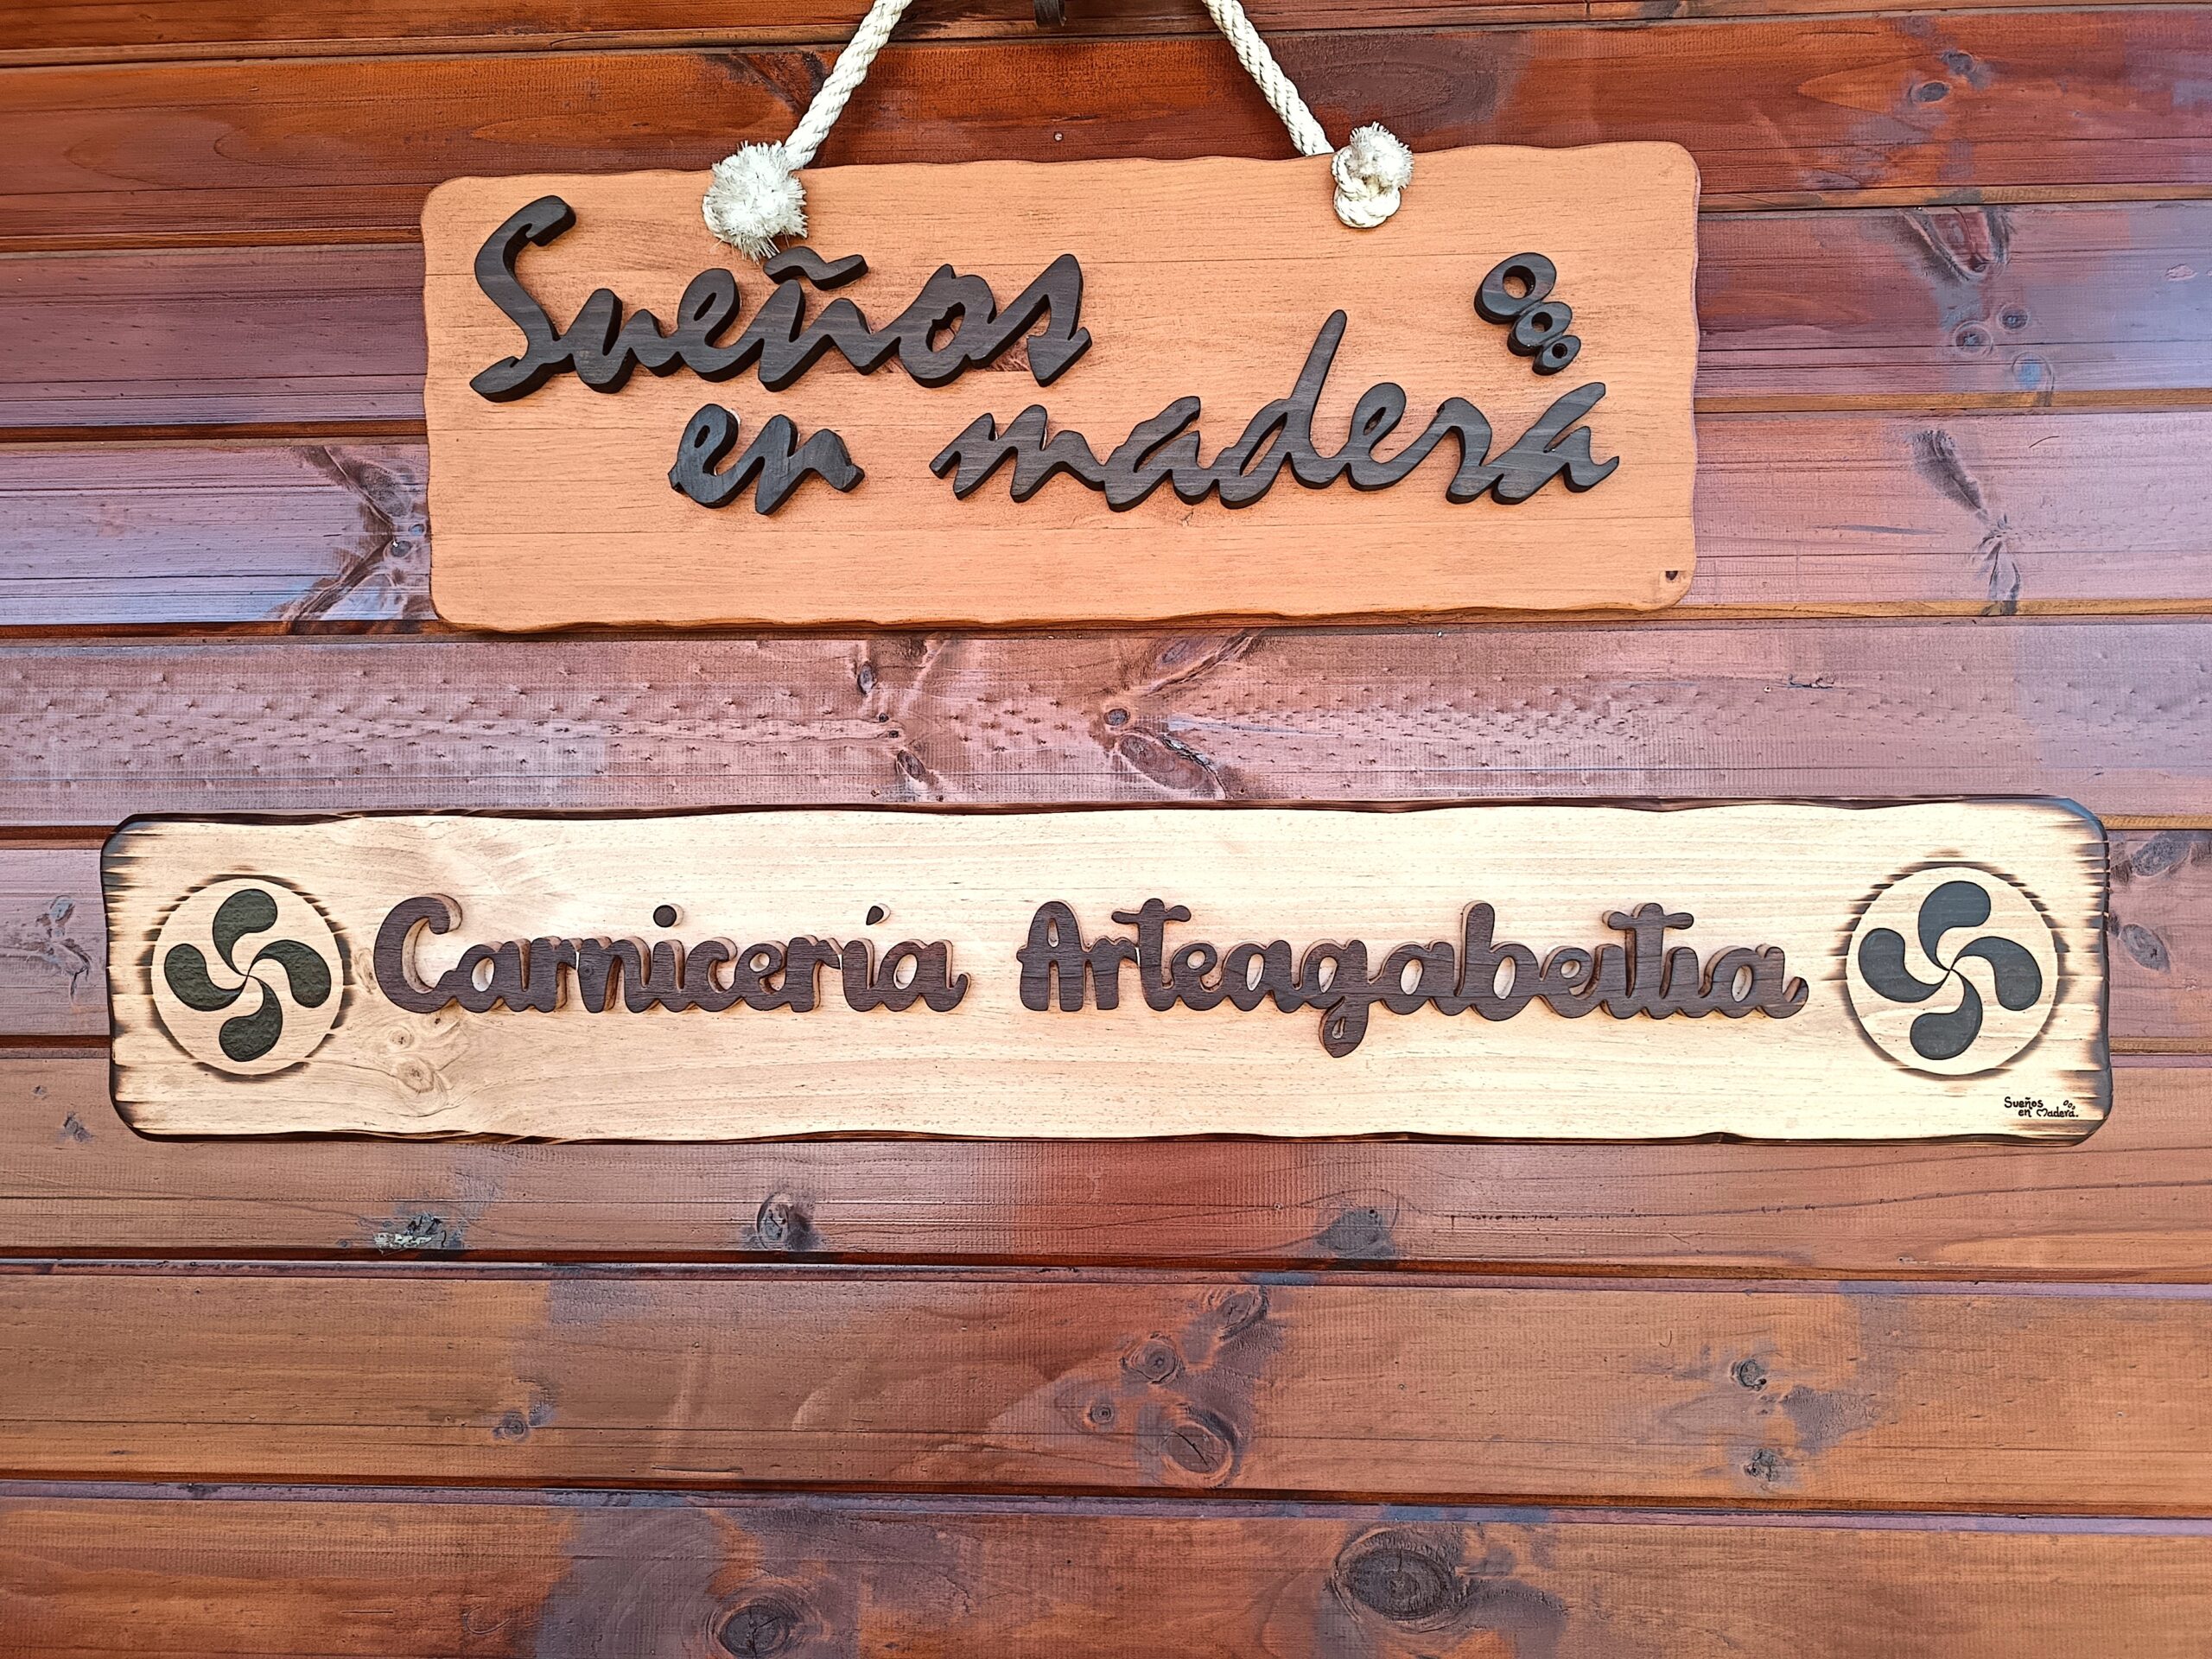 Sueños
en madera
Carnicería Arteagabeitia
Sueños
en Madera.